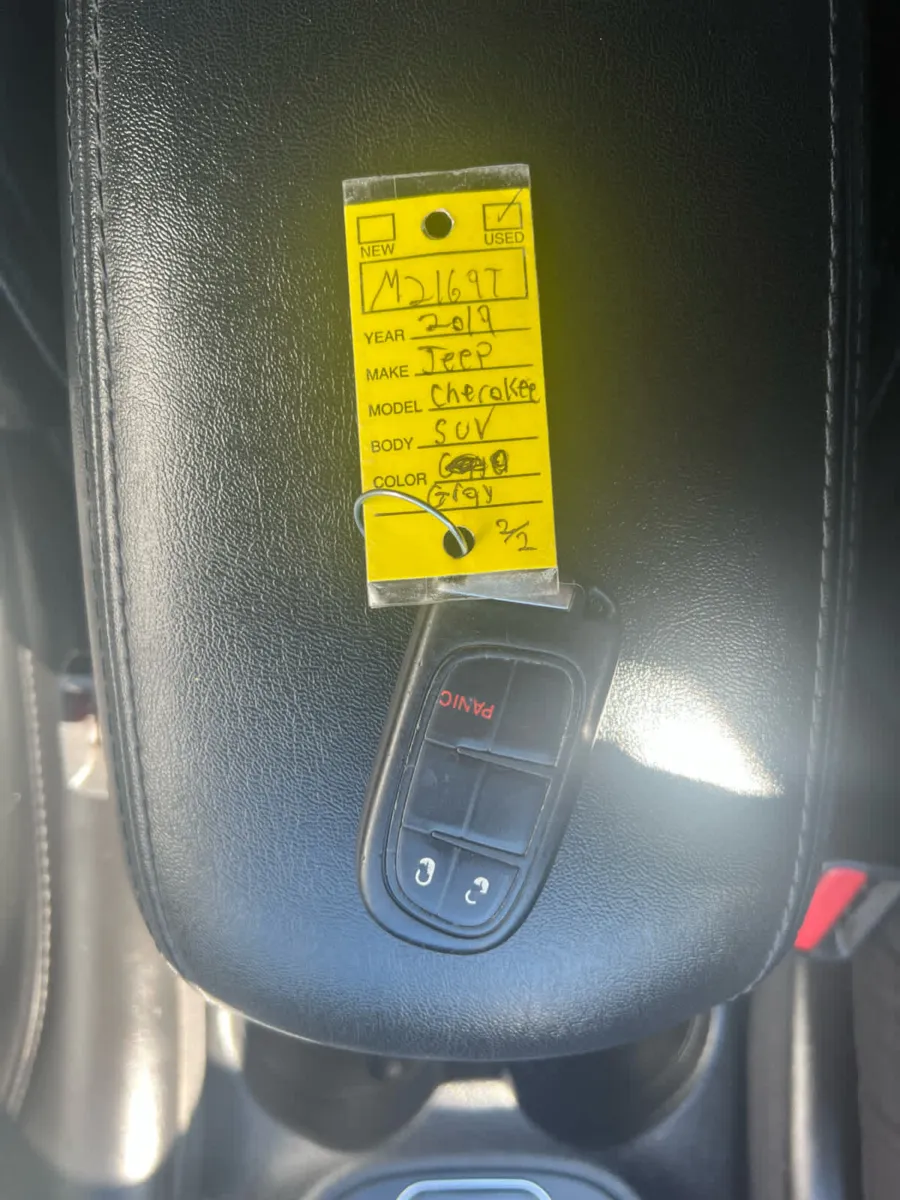 NEW USED
M2169T
YEAR 2019
MAKE Jeep
MODEL Cherokee
BODY SUV
COLOR
Gray
2/2
PANIC